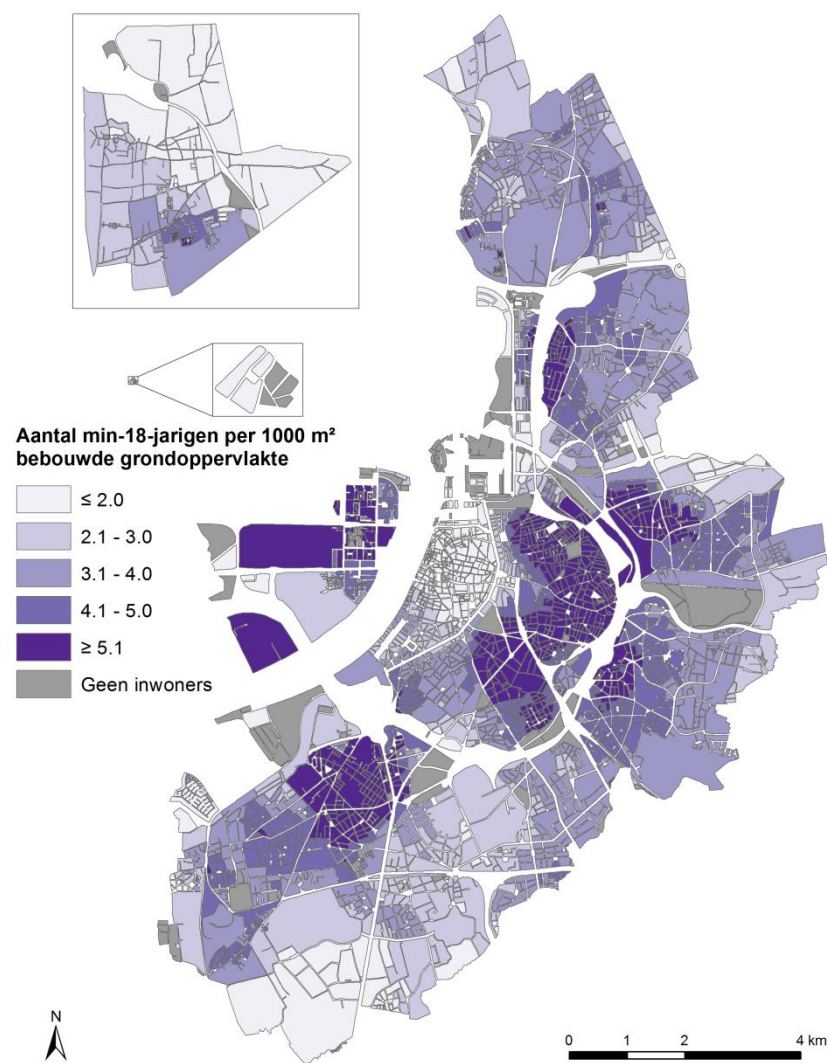 Aantal min-18-jarigen per 1000 m²
bebouwde grondoppervlakte
≤ 2.0
2.1 - 3.0
3.1 - 4.0
4.1 - 5.0
≥ 5.1
Geen inwoners
N
0 1 2 4 km